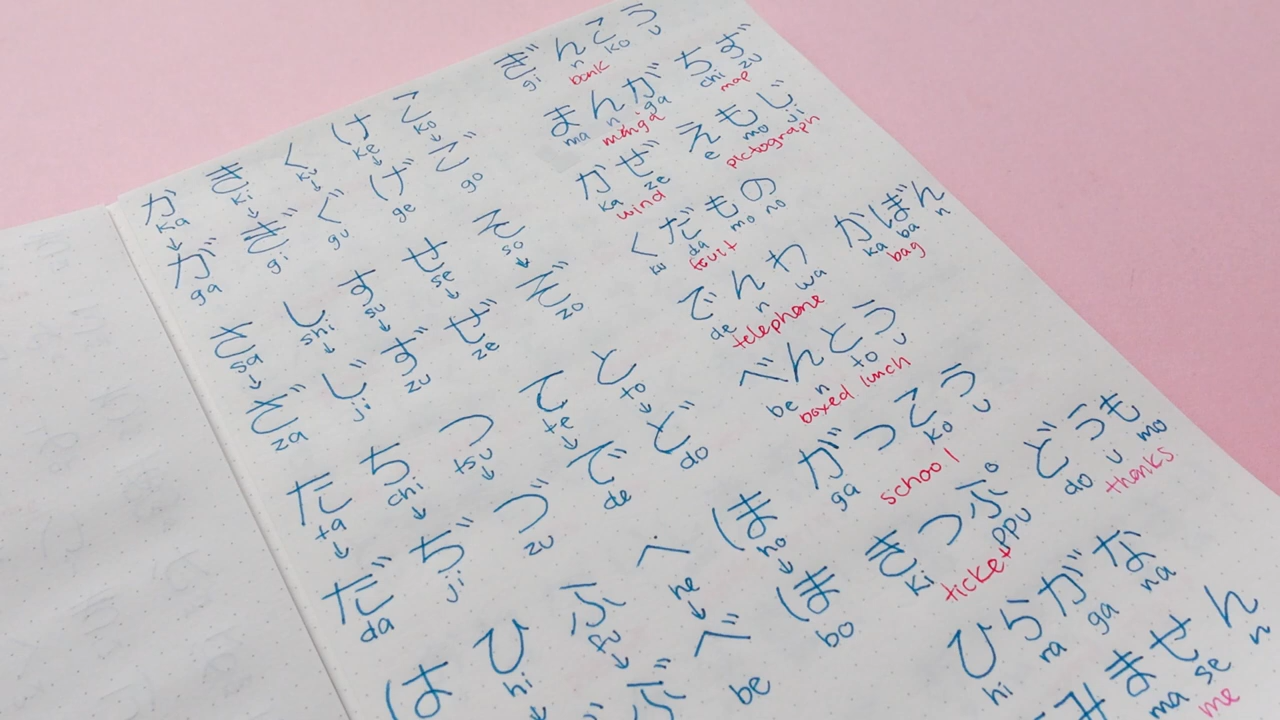 か き く け こ
ka→ ki→ ku→ ke→ ko→
が ぎ ぐ げ ご
ga gi gu ge go
さ し す せ そ
sa→ shi→ su→ se→ so→
ざ じ ず ぜ ぞ
za ji zu ze zo
た ち つ て と
ta→ chi→ tsu→ te→ to→
だ ぢ づ で ど
da ji zu de do
は ひ ふ へ ほ
hi→ fu→ he→ ho→
ぶ べ ぼ
be bo
ぎんこう
gi n ko u
bank
まんが ちず
ma n ga chi zu
manga map
かぜ えもじ
ka ze e mo ji
wind pictograph
くだもの
ku da mo no
fruit
でんわ かばん
de n wa ka ba n
telephone bag
べんとう
be n to u
boxed lunch
がっこう
ga ko u
school
きっぷ どうも
ki ppu do u mo
ticket thanks
ひらがな
hi ra ga na
みません
ma se n
me